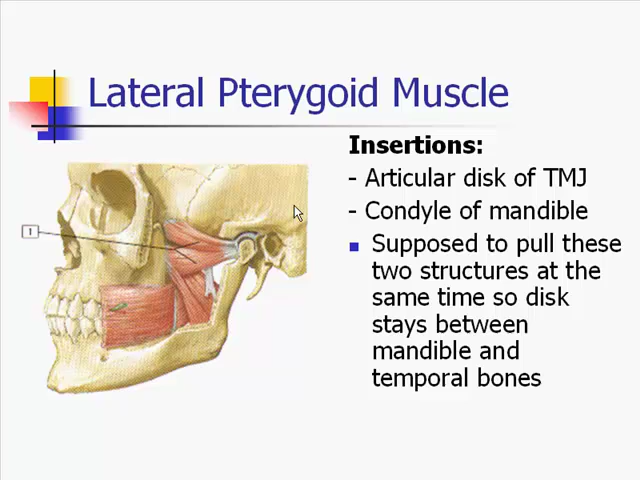 Lateral Pterygoid Muscle
Insertions:
- Articular disk of TMJ
- Condyle of mandible
Supposed to pull these
two structures at the
same time so disk
stays between
mandible and
temporal bones
1